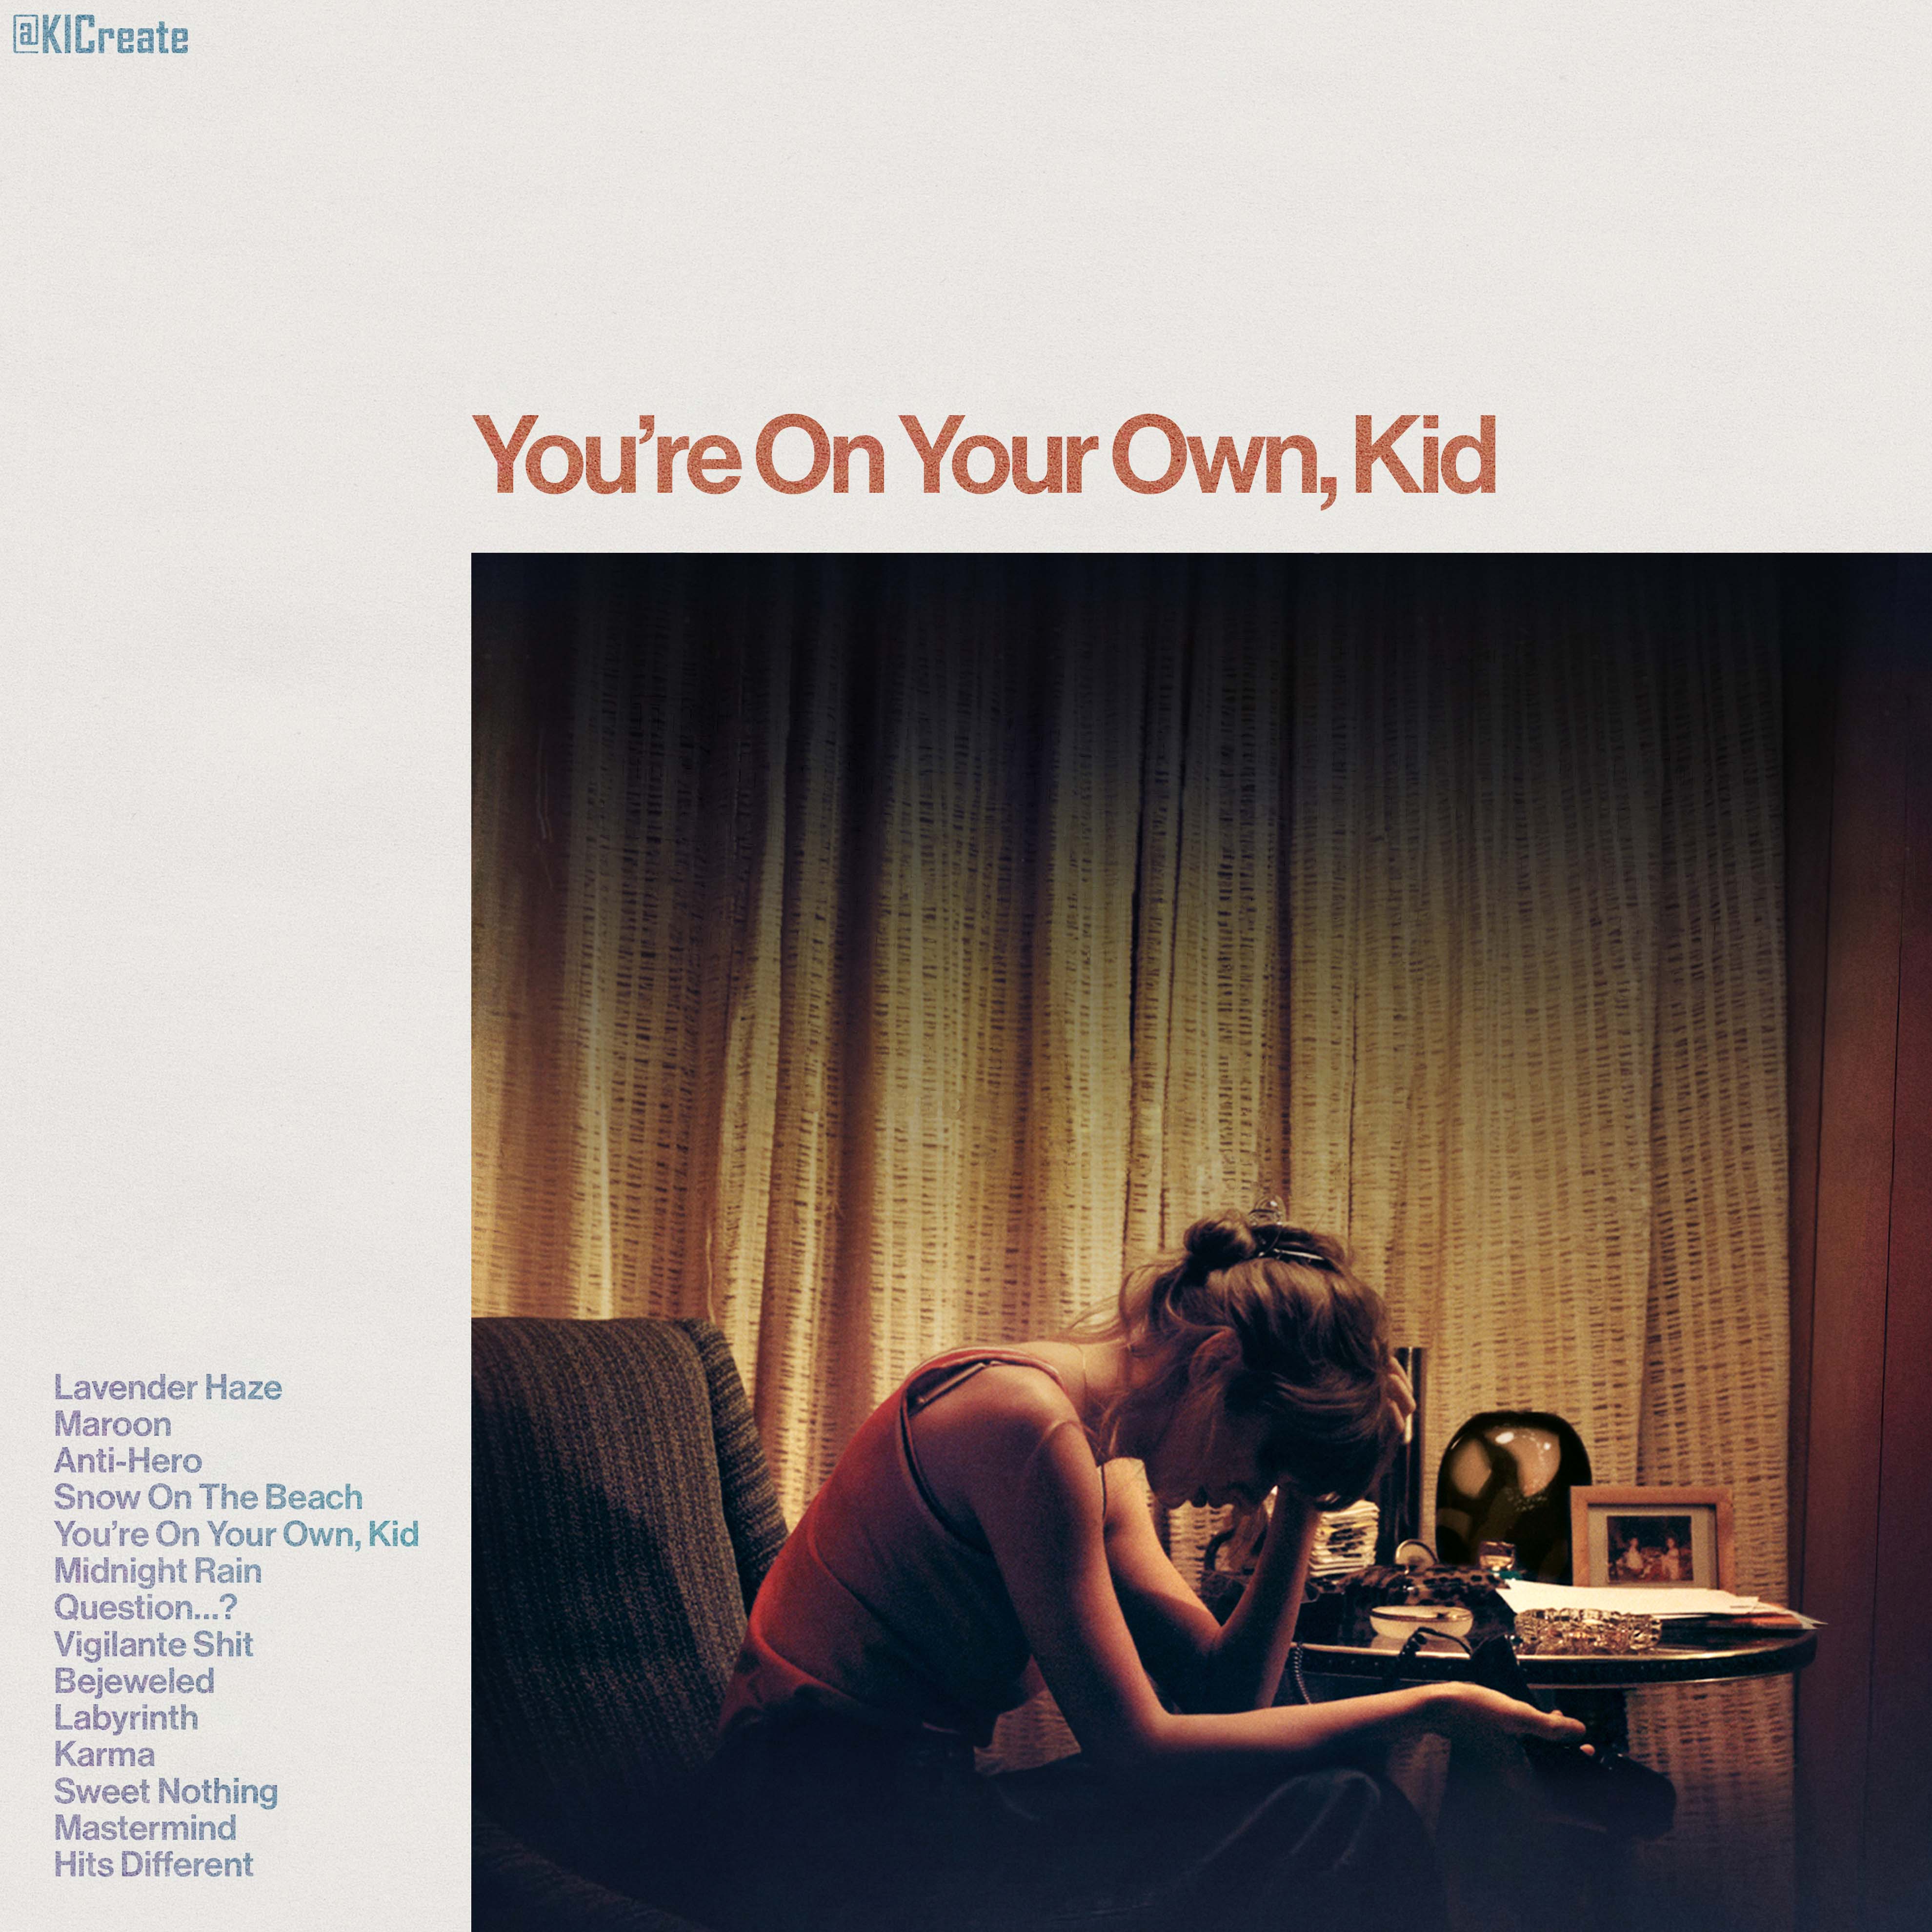 @KICreate
You’re On Your Own, Kid
Lavender Haze
Maroon
Anti-Hero
Snow On The Beach
You’re On Your Own, Kid
Midnight Rain
Question...?
Vigilante Shit
Bejeweled
Labyrinth
Karma
Sweet Nothing
Mastermind
Hits Different